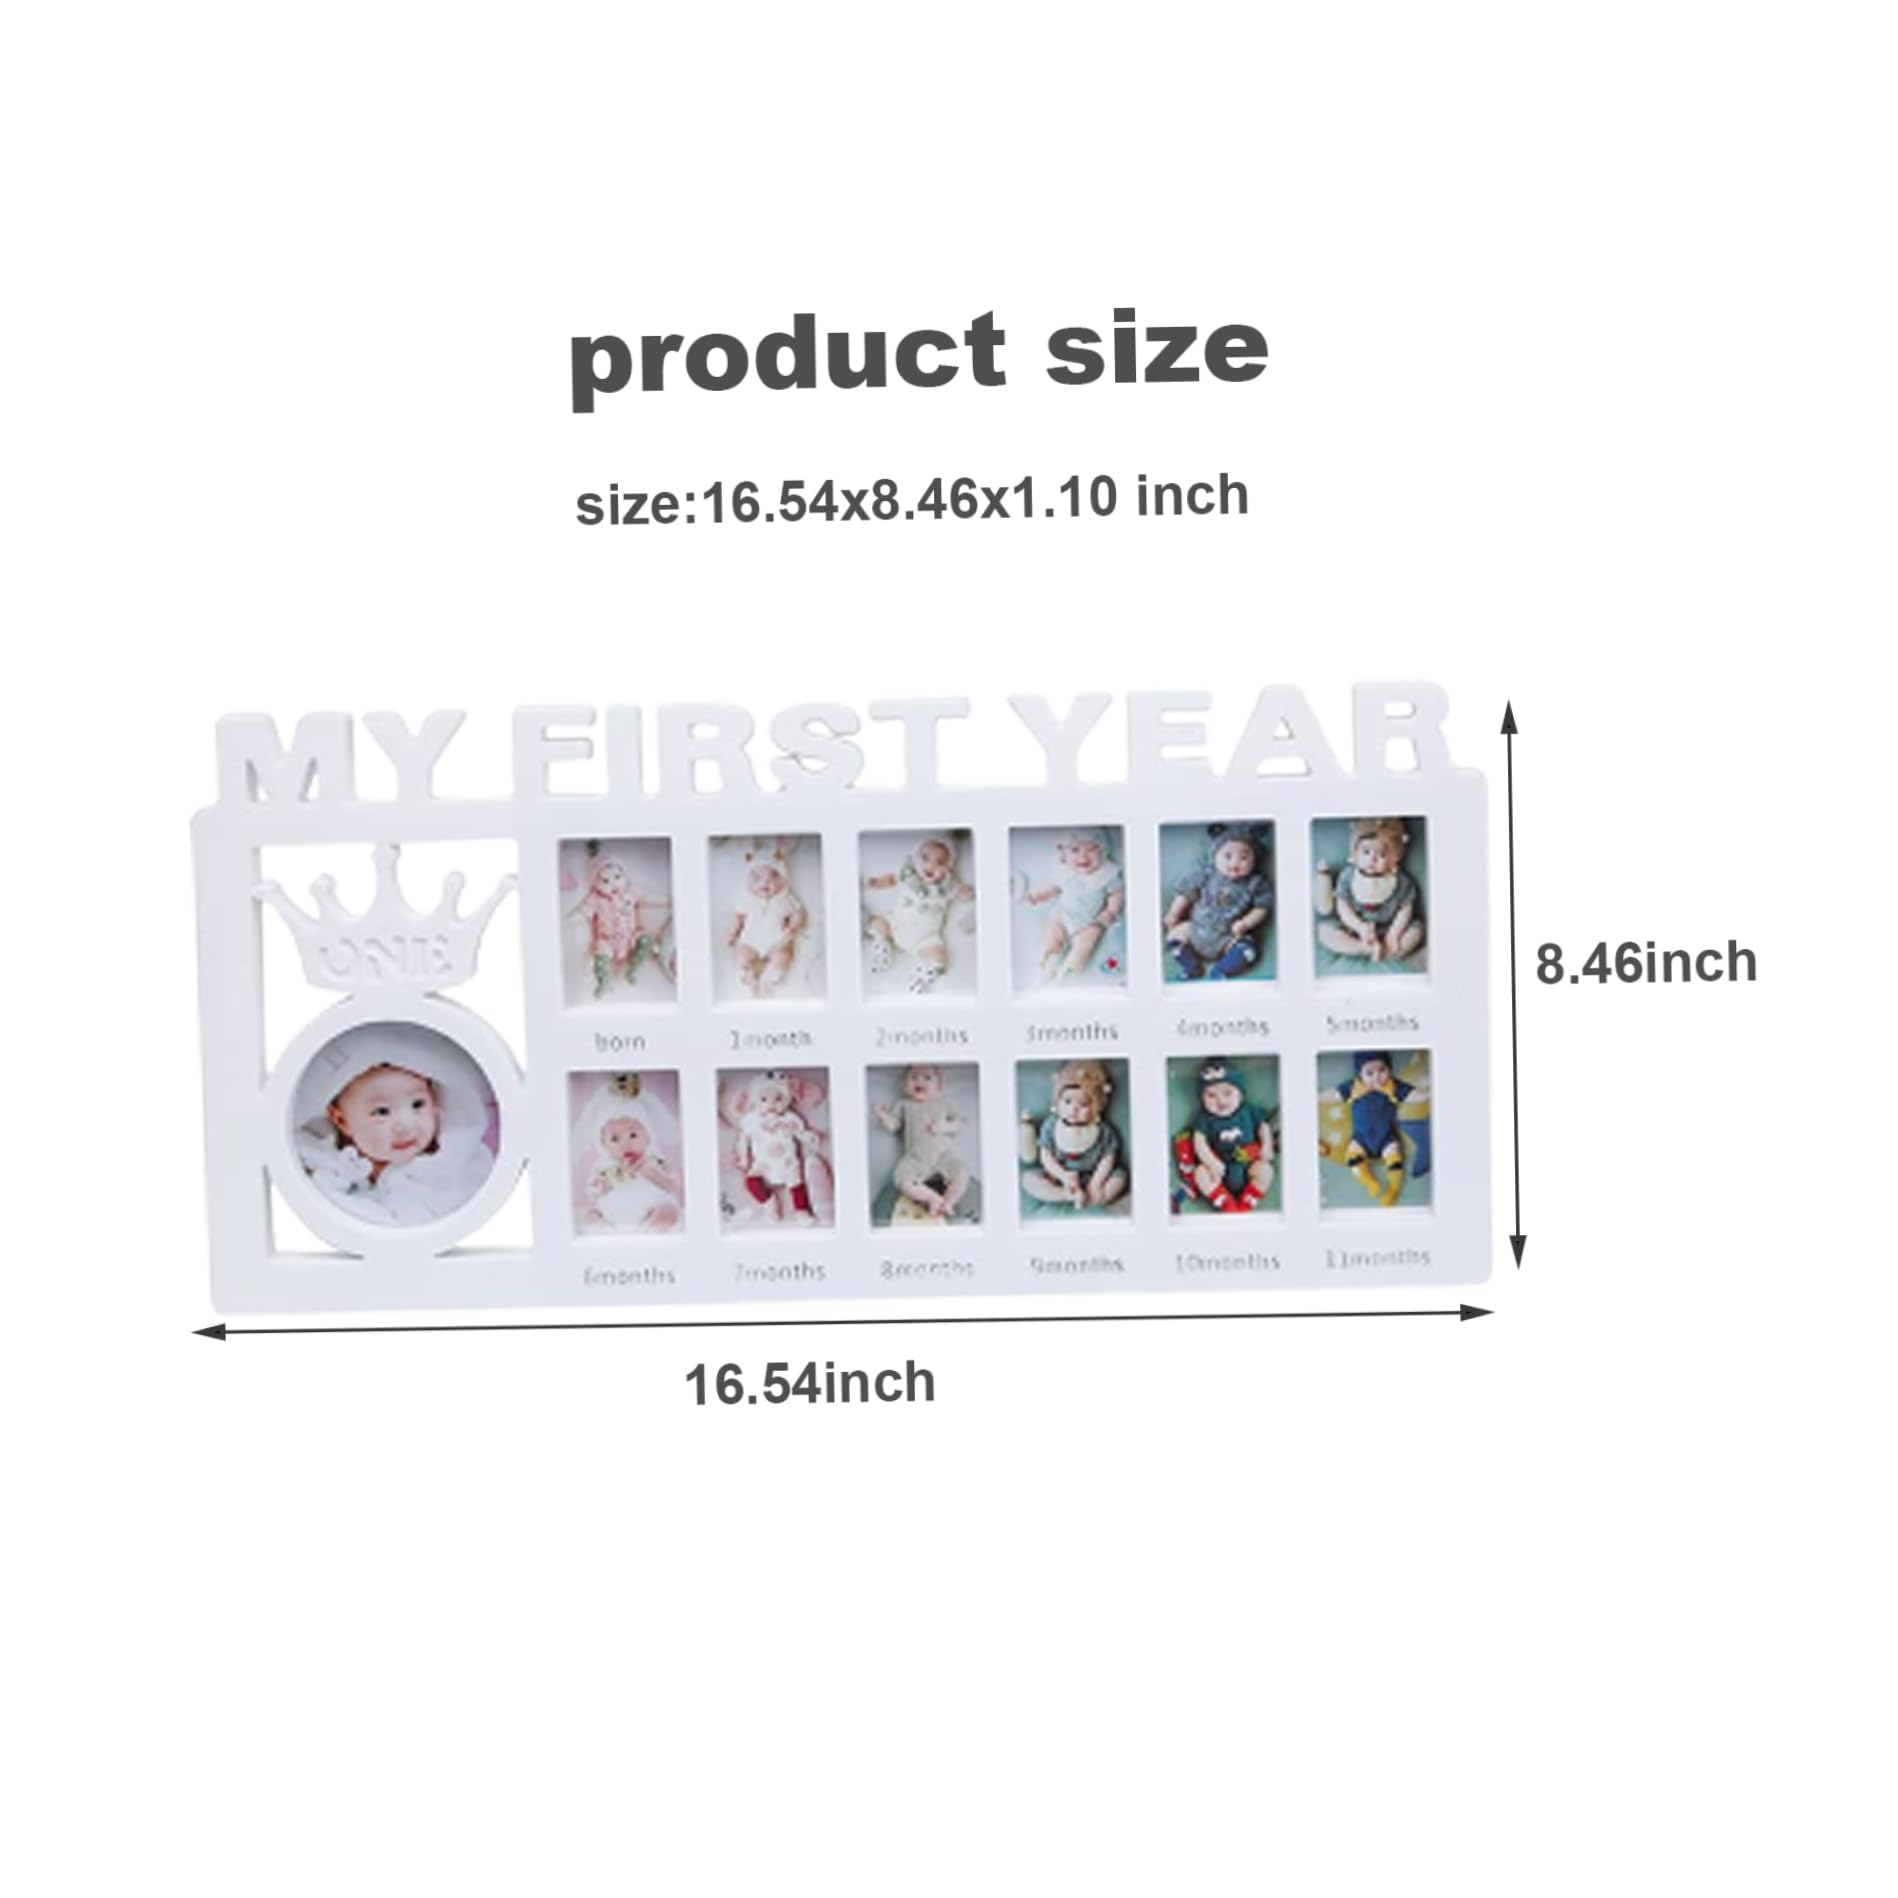 product size
size:16.54x8.46x1.10 inch
MY FIRST YEAR
ONE
born 1month 2months 3months 4months 5months
8.46inch
6months 7months 8months 9months 10months 11months
16.54inch